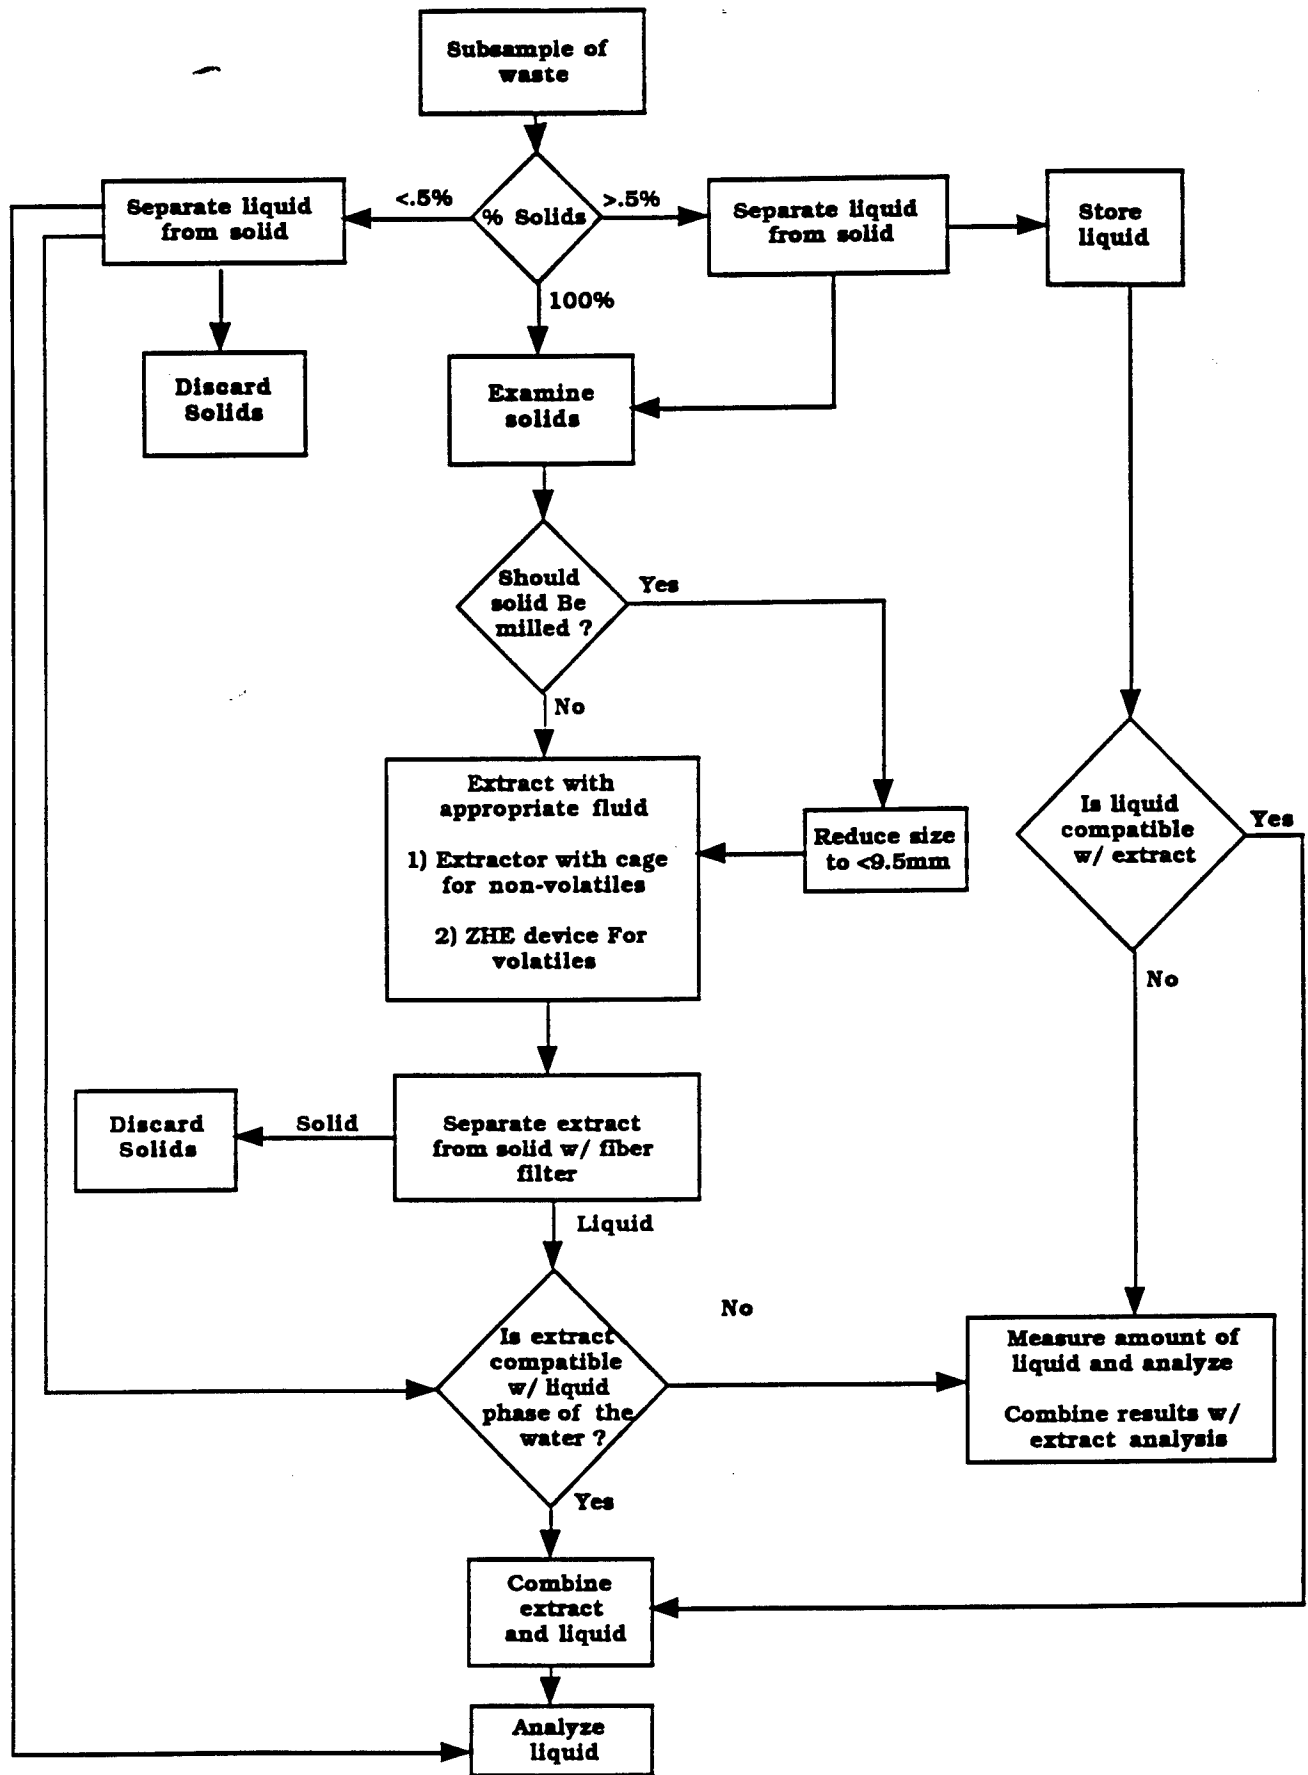 Subsample of
waste
<.5%
% Solids
>.5%
Separate liquid
from solid
Separate liquid
from solid
Store
liquid
100%
Discard
Solids
Examine
solids
Should
solid Be
milled ?
Yes
No
Extract with
appropriate fluid
1) Extractor with cage
for non-volatiles
2) ZHE device For
volatiles
Reduce size
to <9.5mm
Is liquid
compatible
w/ extract
Yes
No
Discard
Solids
Solid
Separate extract
from solid w/ fiber
filter
Liquid
Is extract
compatible
w/ liquid
phase of the
water ?
No
Measure amount of
liquid and analyze
Combine results w/
extract analysis
Yes
Combine
extract
and liquid
Analyze
liquid